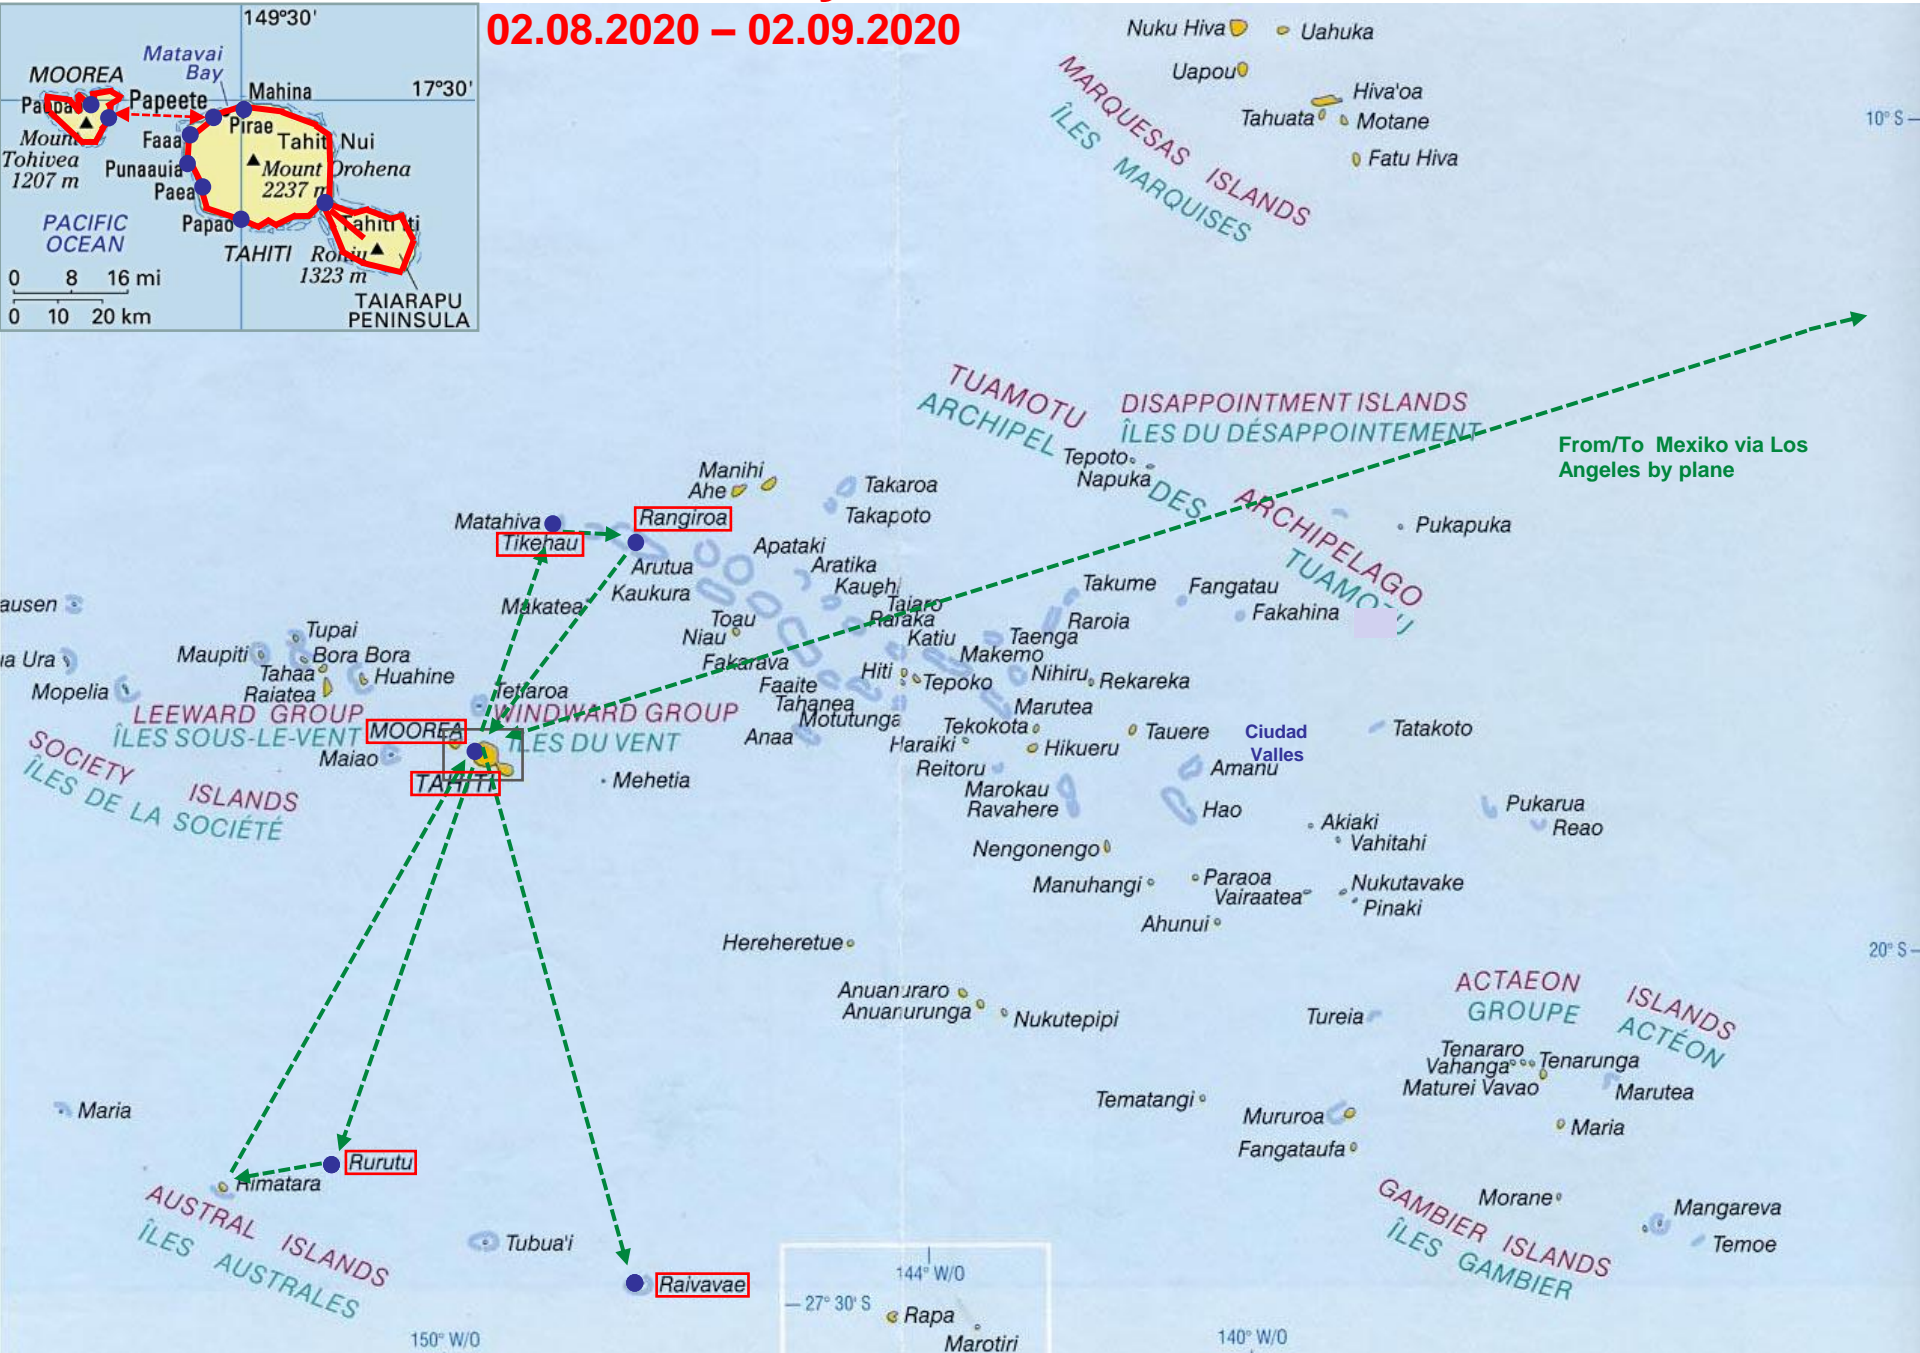 02.08.2020 – 02.09.2020
149°30'
17°30'
Matavai
Bay
MOOREA
Papeete
Mahina
Pirae
Faaa
Tahiti Nui
Mount
Tohivea
1207 m
Punaauia
Mount Orohena
2237 m
Paea
Papao
PACIFIC
OCEAN
TAHITI
Tahiti Iti
Roniu
1323 m
0 8 16 mi
0 10 20 km
TAIARAPU
PENINSULA
Nuku Hiva
Uahuka
Uapou
Hiva'oa
Tahuata
Motane
Fatu Hiva
MARQUESAS ISLANDS
ÎLES MARQUISES
10° S
TUAMOTU
ARCHIPEL
DISAPPOINTMENT ISLANDS
ÎLES DU DÉSAPPOINTEMENT
Tepoto
Napuka
DES
ARCHIPELAGO
TUAMOTU
From/To Mexiko via Los
Angeles by plane
Manihi
Ahe
Takaroa
Takapoto
Pukapuka
Matahiva
Rangiroa
Tikehau
Apataki
Arutua
Aratika
Kaukura
Kauehi
Makatea
Taiaro
Toau
Raraka
Niau
Katiu
Fakarava
Takume
Fangatau
Raroia
Fakahina
Taenga
Makemo
Nihiru
Rekareka
Hiti
Tepoko
Faaite
Tahanea
Motutunga
Marutea
Anaa
Tekokota
Tauere
Haraiki
Hikueru
Reitoru
Ciudad
Valles
Amanu
Tatakoto
Marokau
Ravahere
Hao
Pukarua
Reao
Akiaki
Vahitahi
Nengonengo
Manuhangi
Paraoa
Vairaatea
Nukutavake
Pinaki
Ahunui
ausen
Tupai
Maupiti
Bora Bora
ua Ura
Tahaa
Huahine
Mopelia
Raiatea
Tetiaroa
LEEWARD GROUP
ÎLES SOUS-LE-VENT
WINDWARD GROUP
ÎLES DU VENT
MOOREA
Maiao
TAHITI
Mehetia
SOCIETY ISLANDS
ÎLES DE LA SOCIÉTÉ
Hereheretue
20° S
Anuanuraro
Anuanurunga
Nukutepipi
ACTAEON ISLANDS
GROUPE ACTÉON
Tureia
Tenararo
Vahanga
Tenarunga
Maturei Vavao
Marutea
Maria
Tematangi
Mururoa
Fangataufa
Maria
Rurutu
Rimatara
AUSTRAL ISLANDS
ÎLES AUSTRALES
Tubua'i
Raivavae
Morane
Mangareva
Temoe
GAMBIER ISLANDS
ÎLES GAMBIER
144° W/O
27° 30' S
Rapa
Marotiri
150° W/O
140° W/O